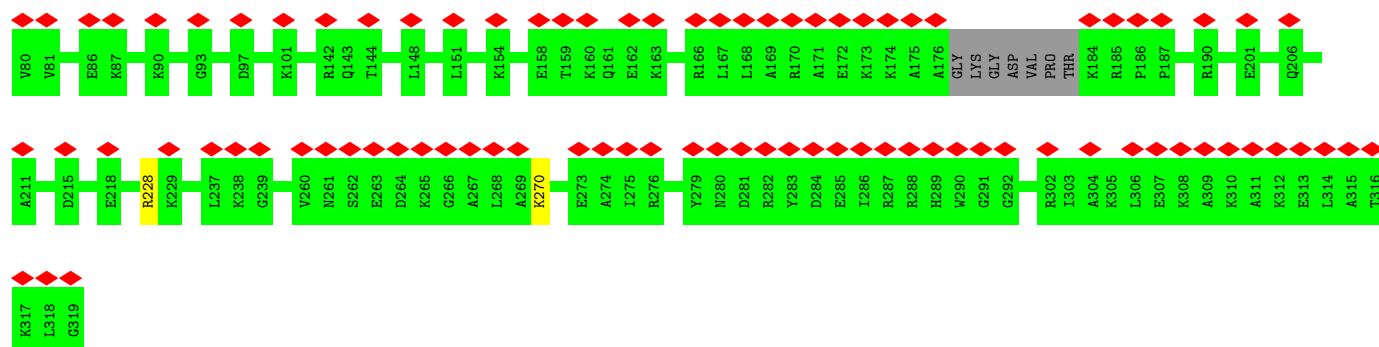 V80 V81 E86 K87 K90 G93 D97 K101 R142 Q143 T144 L148 L151 K154 E158 T159 K160 Q161 E162 K163 R166 L167 L168 A169 R170 A171 E172 K173 K174 A175 A176 GLY LYS GLY ASP VAL PRO THR K184 R185 P186 P187 R190 E201 Q206
A211 D215 E218 R228 K229 L237 K238 G239 V260 N261 S262 E263 D264 K265 G266 A267 L268 A269 K270 E273 A274 I275 R276 Y279 N280 D281 R282 Y283 D284 E285 I286 R287 R288 H289 W290 G291 G292 R302 I303 A304 K305 L306 E307 K308 A309 K310 A311 K312 E313 L314 A315 T316
K317 L318 G319